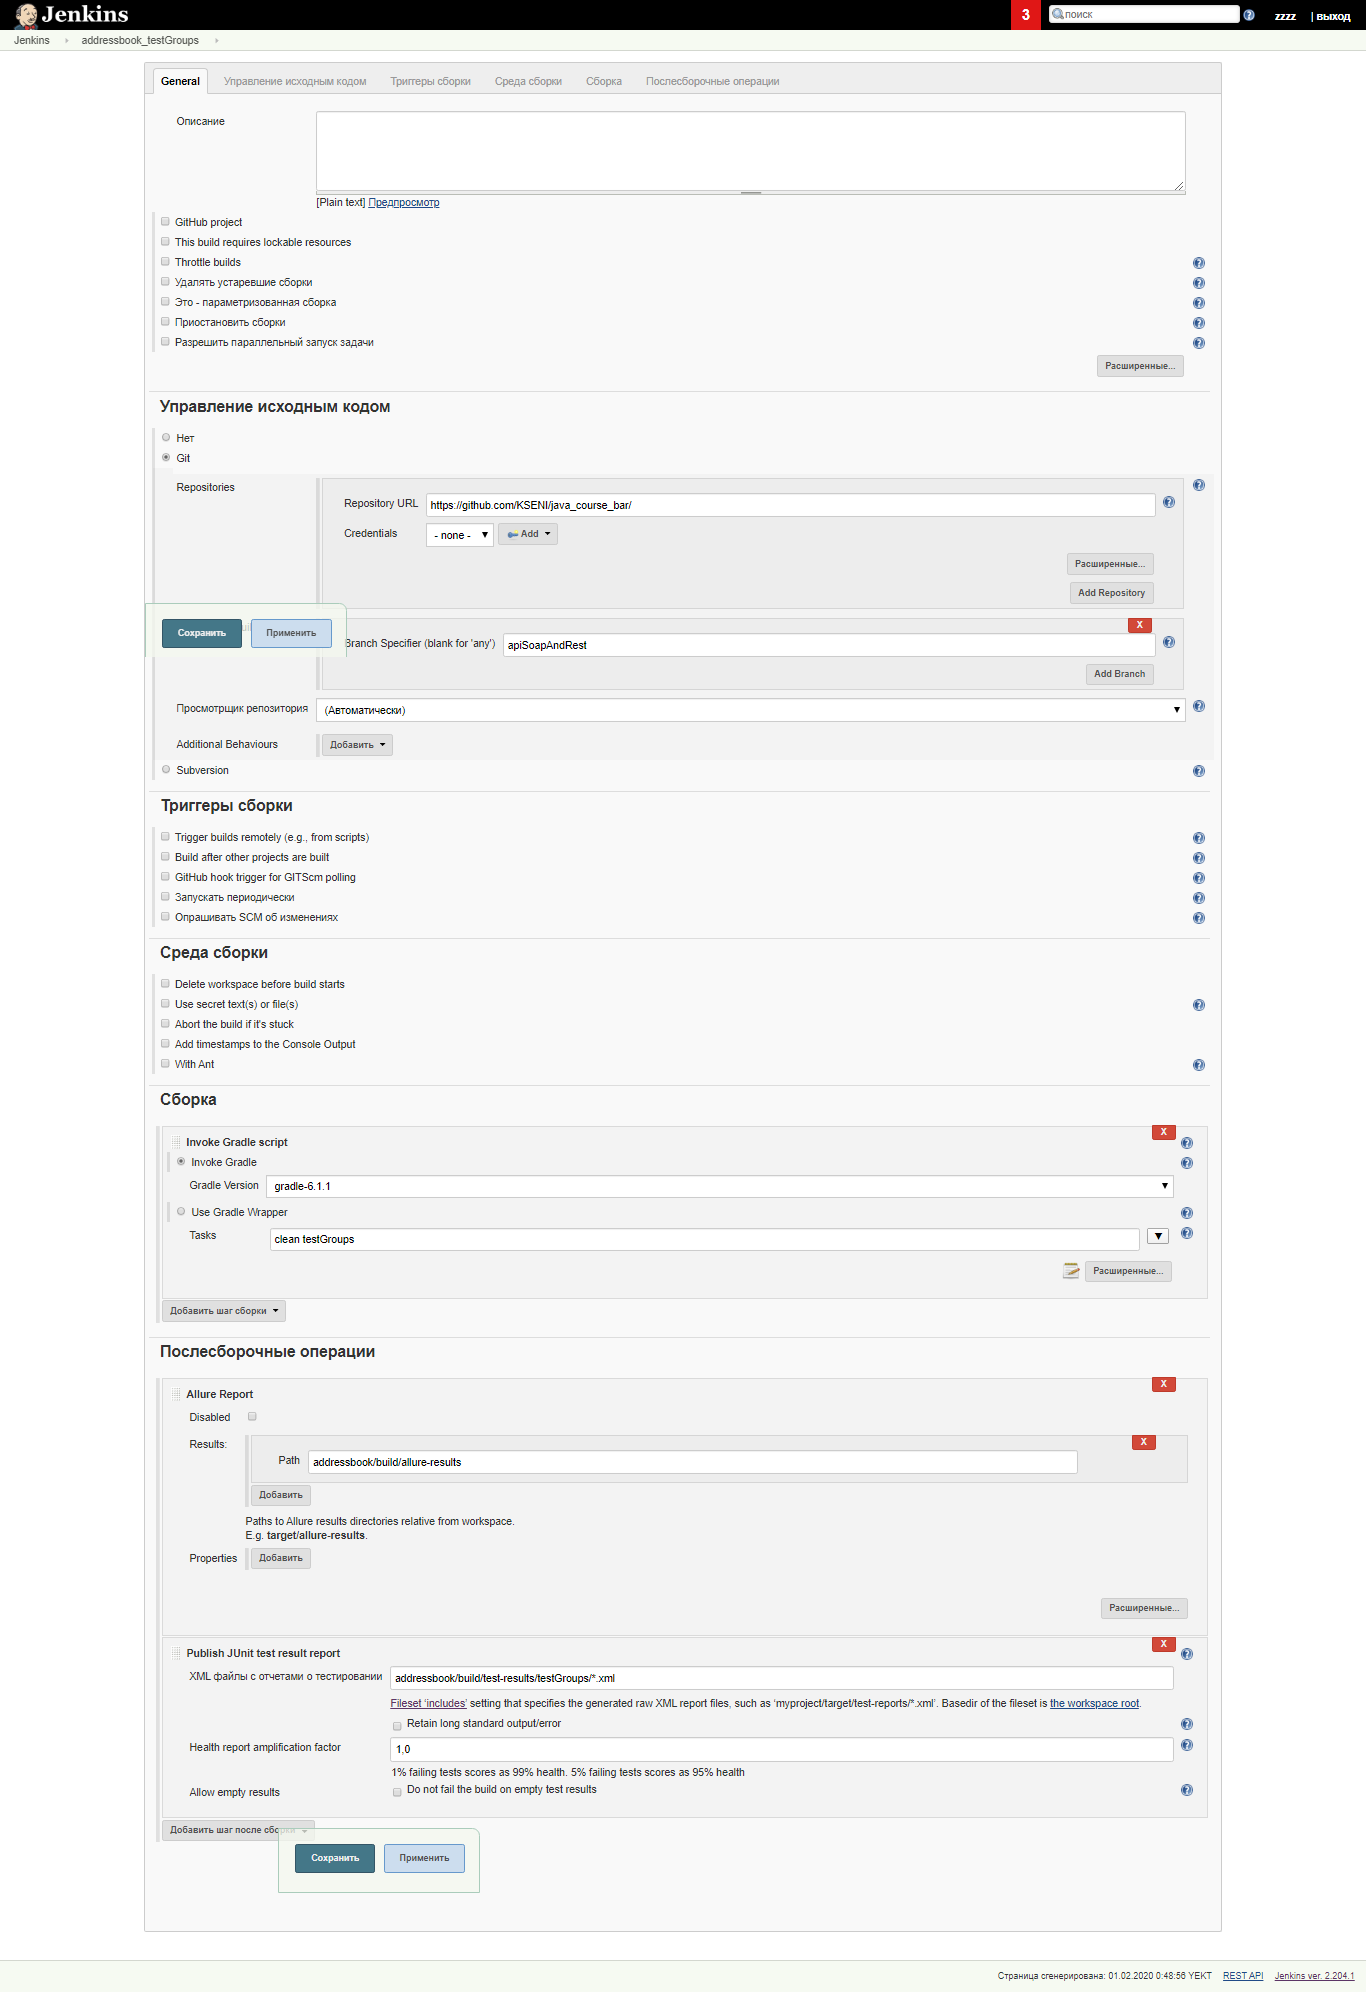 Jenkins
3
поиск
zzzz
| выход
Jenkins
addressbook_testGroups
General
Управление исходным кодом
Триггеры сборки
Среда сборки
Сборка
Послесборочные операции
Описание
[Plain text] Предпросмотр
GitHub project
This build requires lockable resources
Throttle builds
Удалять устаревшие сборки
Это - параметризованная сборка
Приостановить сборки
Разрешить параллельный запуск задачи
Расширенные...
Управление исходным кодом
Нет
Git
Repositories
Repository URL
https://github.com/KSENI/java_course_bar/
Credentials
- none -
Add
Расширенные...
Add Repository
Сохранить
Применить
Branch Specifier (blank for 'any')
apiSoapAndRest
X
Add Branch
Просмотрщик репозитория
(Автоматически)
Additional Behaviours
Добавить
Subversion
Триггеры сборки
Trigger builds remotely (e.g., from scripts)
Build after other projects are built
GitHub hook trigger for GITScm polling
Запускать периодически
Опрашивать SCM об изменениях
Среда сборки
Delete workspace before build starts
Use secret text(s) or file(s)
Abort the build if it's stuck
Add timestamps to the Console Output
With Ant
Сборка
X
Invoke Gradle script
Invoke Gradle
Gradle Version
gradle-6.1.1
Use Gradle Wrapper
Tasks
clean testGroups
Расширенные...
Добавить шаг сборки
Послесборочные операции
X
Allure Report
Disabled
Results:
X
Path
addressbook/build/allure-results
Добавить
Paths to Allure results directories relative from workspace.
E.g. target/allure-results.
Properties
Добавить
Расширенные...
X
Publish JUnit test result report
XML файлы с отчетами о тестировании
addressbook/build/test-results/testGroups/*.xml
Fileset 'includes' setting that specifies the generated raw XML report files, such as 'myproject/target/test-reports/*.xml'. Basedir of the fileset is the workspace root.
Retain long standard output/error
Health report amplification factor
1,0
1% failing tests scores as 99% health. 5% failing tests scores as 95% health
Allow empty results
Do not fail the build on empty test results
Добавить шаг после сборки
Сохранить
Применить
Страница сгенерирована: 01.02.2020 0:48:56 YEKT
REST API
Jenkins ver. 2.204.1